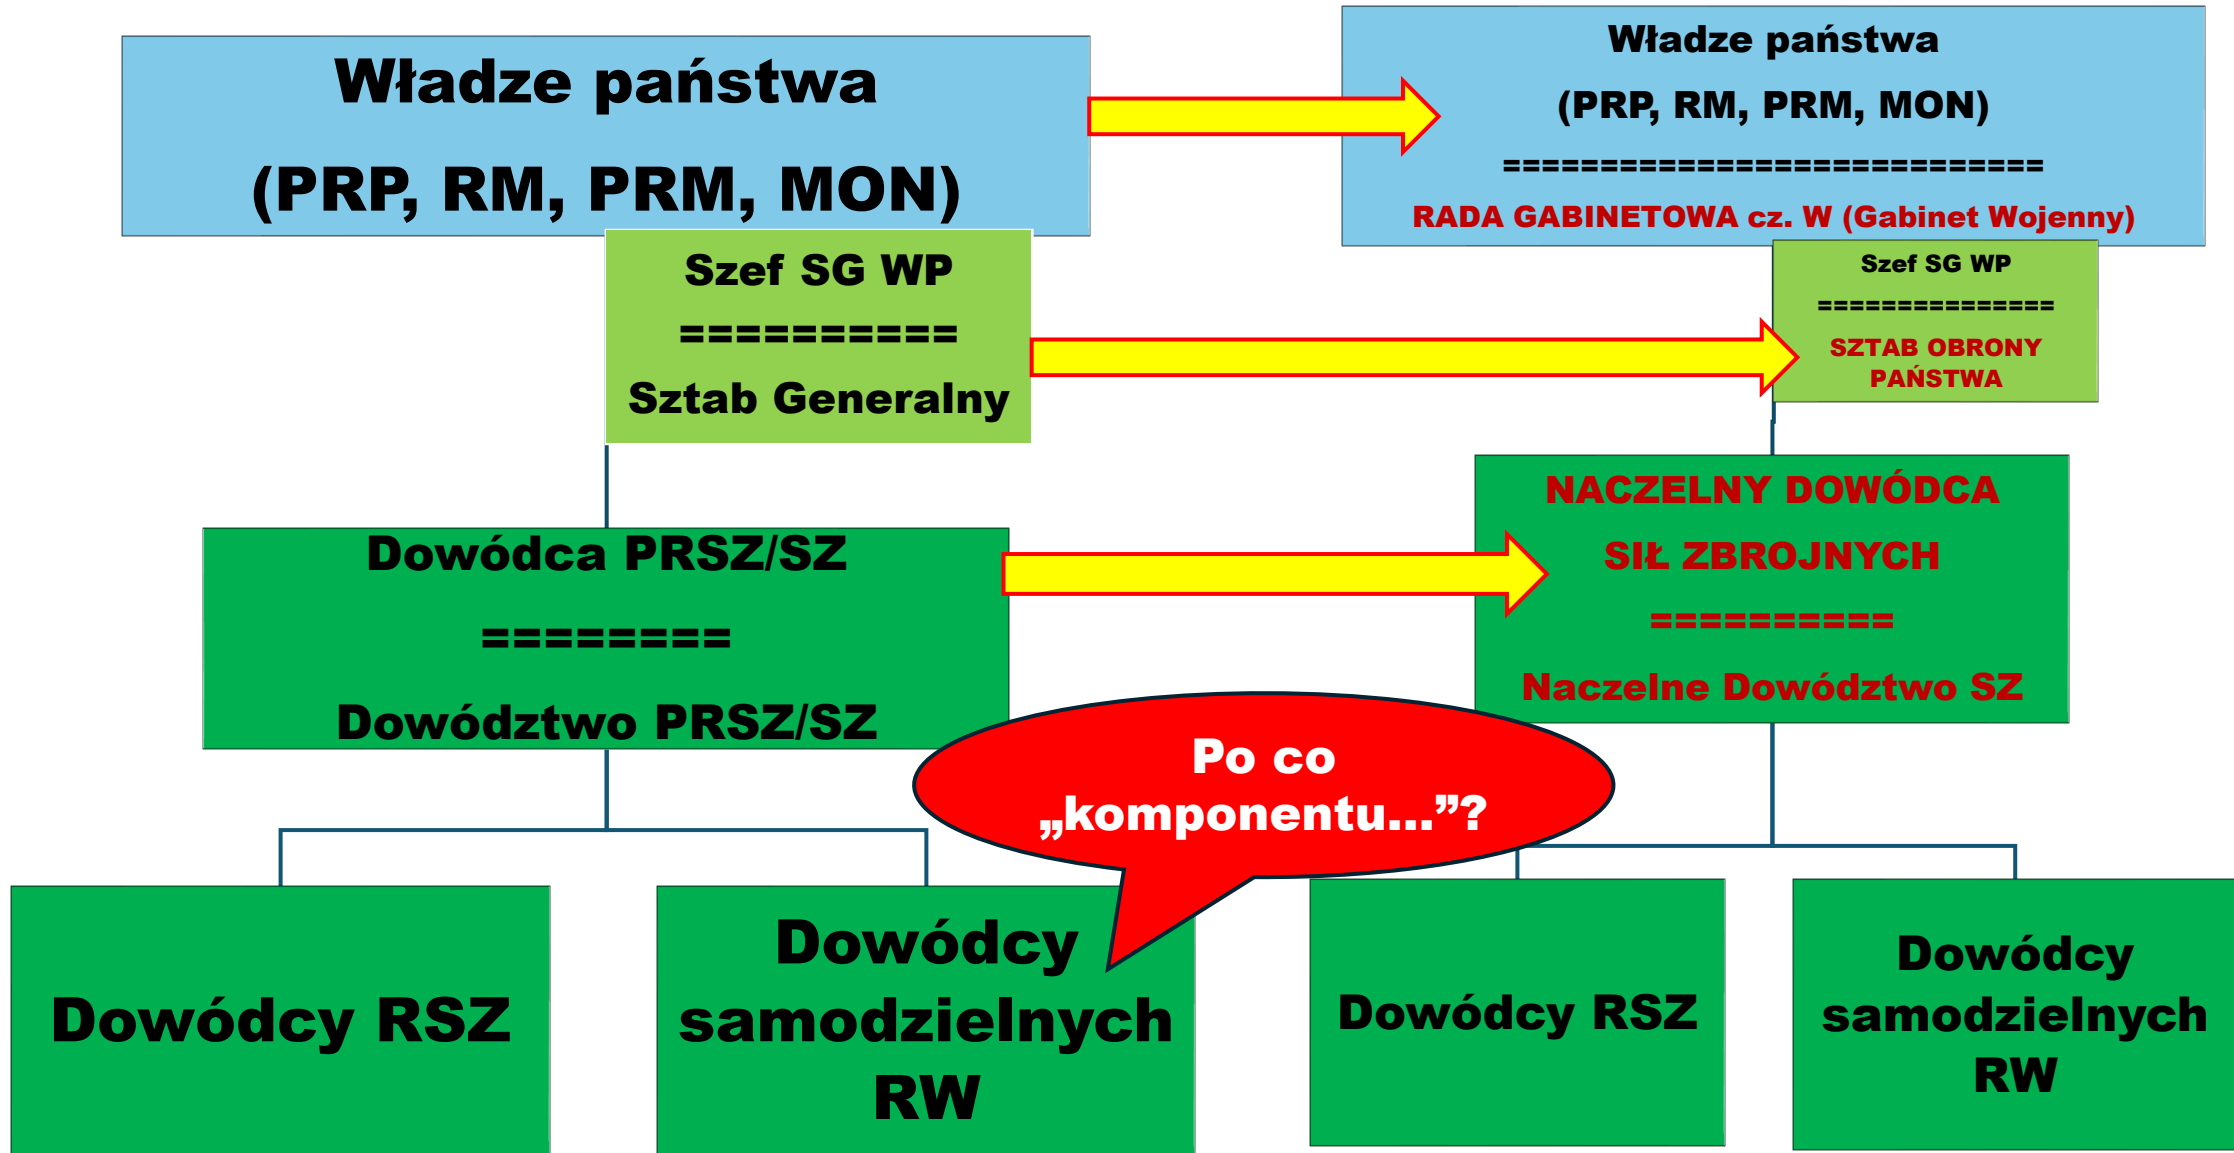 Władze państwa
(PRP, RM, PRM, MON)
Szef SG WP
==========
Sztab Generalny
Dowódca PRSZ/SZ
========
Dowództwo PRSZ/SZ
Dowódcy RSZ
Dowódcy
samodzielnych
RW
Po co
„komponentu...”?
Władze państwa
(PRP, RM, PRM, MON)
============================
RADA GABINETOWA cz. W (Gabinet Wojenny)
Szef SG WP
===============
SZTAB OBRONY
PAŃSTWA
NACZELNY DOWÓDCA
SIŁ ZBROJNYCH
==========
Naczelne Dowództwo SZ
Dowódcy RSZ
Dowódcy
samodzielnych
RW